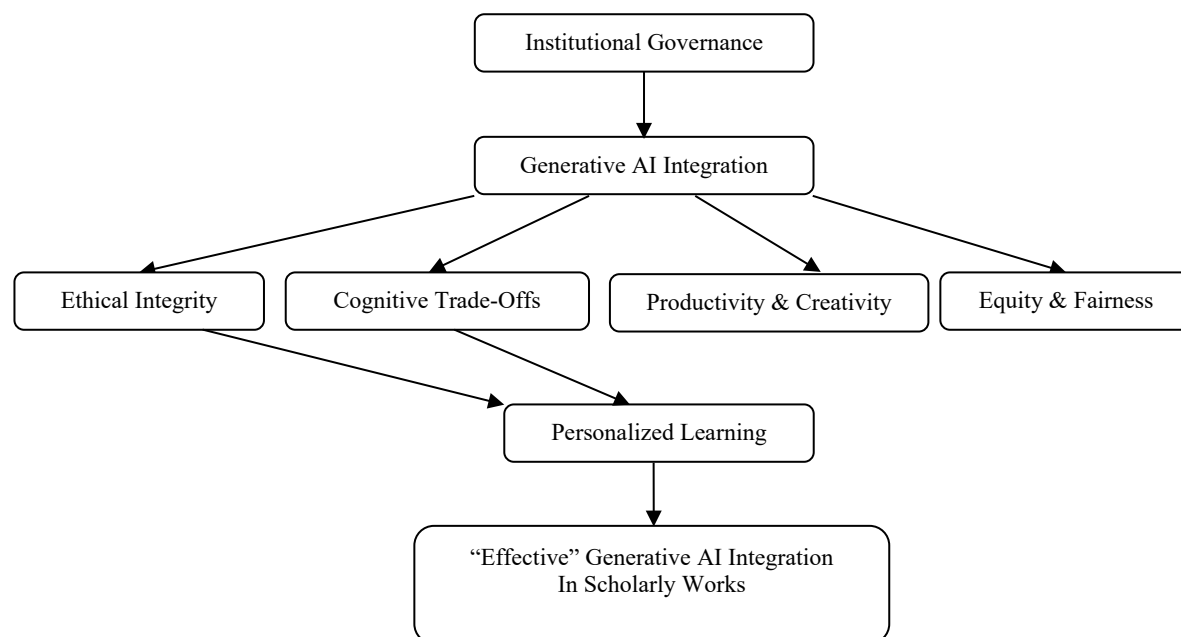 Institutional Governance
Generative AI Integration
Ethical Integrity
Cognitive Trade-Offs
Productivity & Creativity
Equity & Fairness
Personalized Learning
“Effective” Generative AI Integration
In Scholarly Works